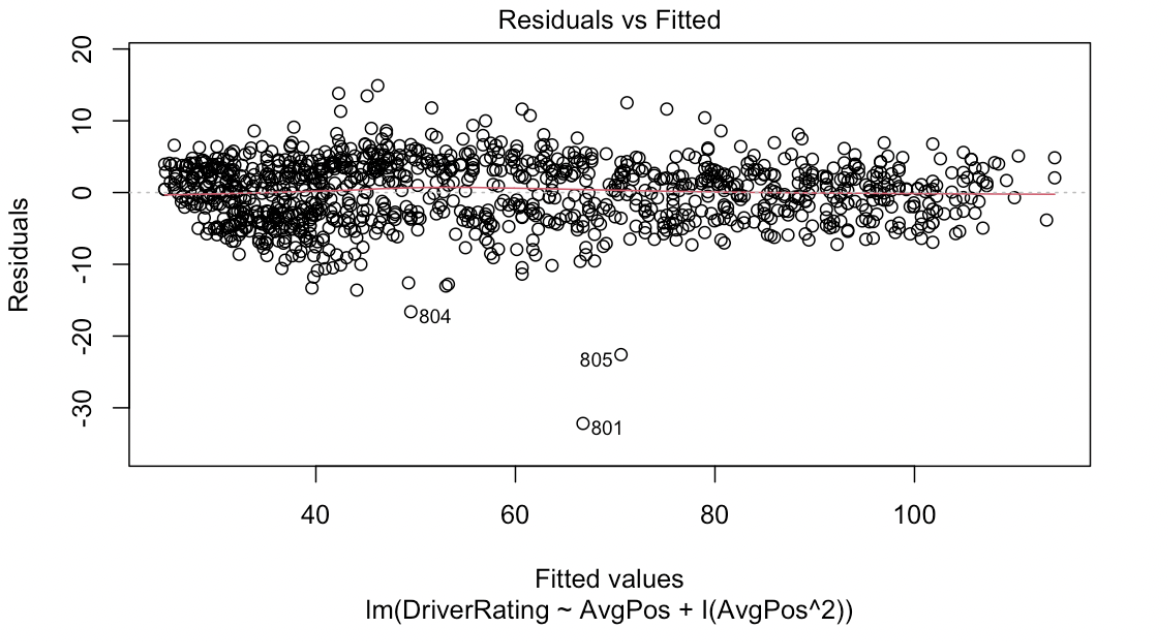 Residuals vs Fitted
20
10
0
-10
-20
-30
Residuals
804
805
801
40 60 80 100
Fitted values
lm(DriverRating ~ AvgPos + I(AvgPos^2))